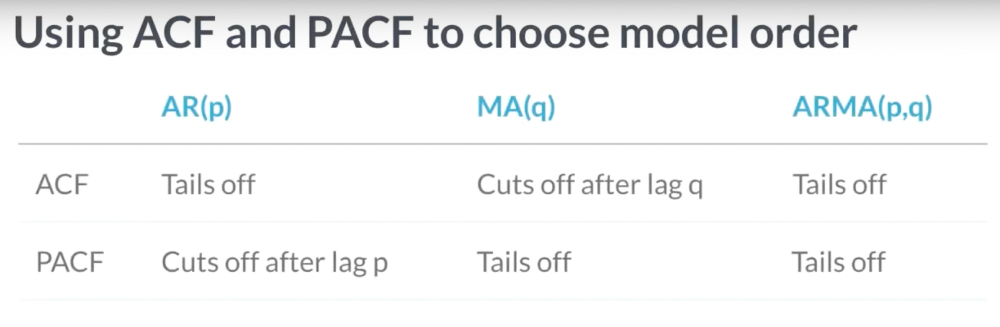 Using ACF and PACF to choose model order
AR(p) MA(q) ARMA(p,q)
ACF Tails off Cuts off after lag q Tails off
PACF Cuts off after lag p Tails off Tails off